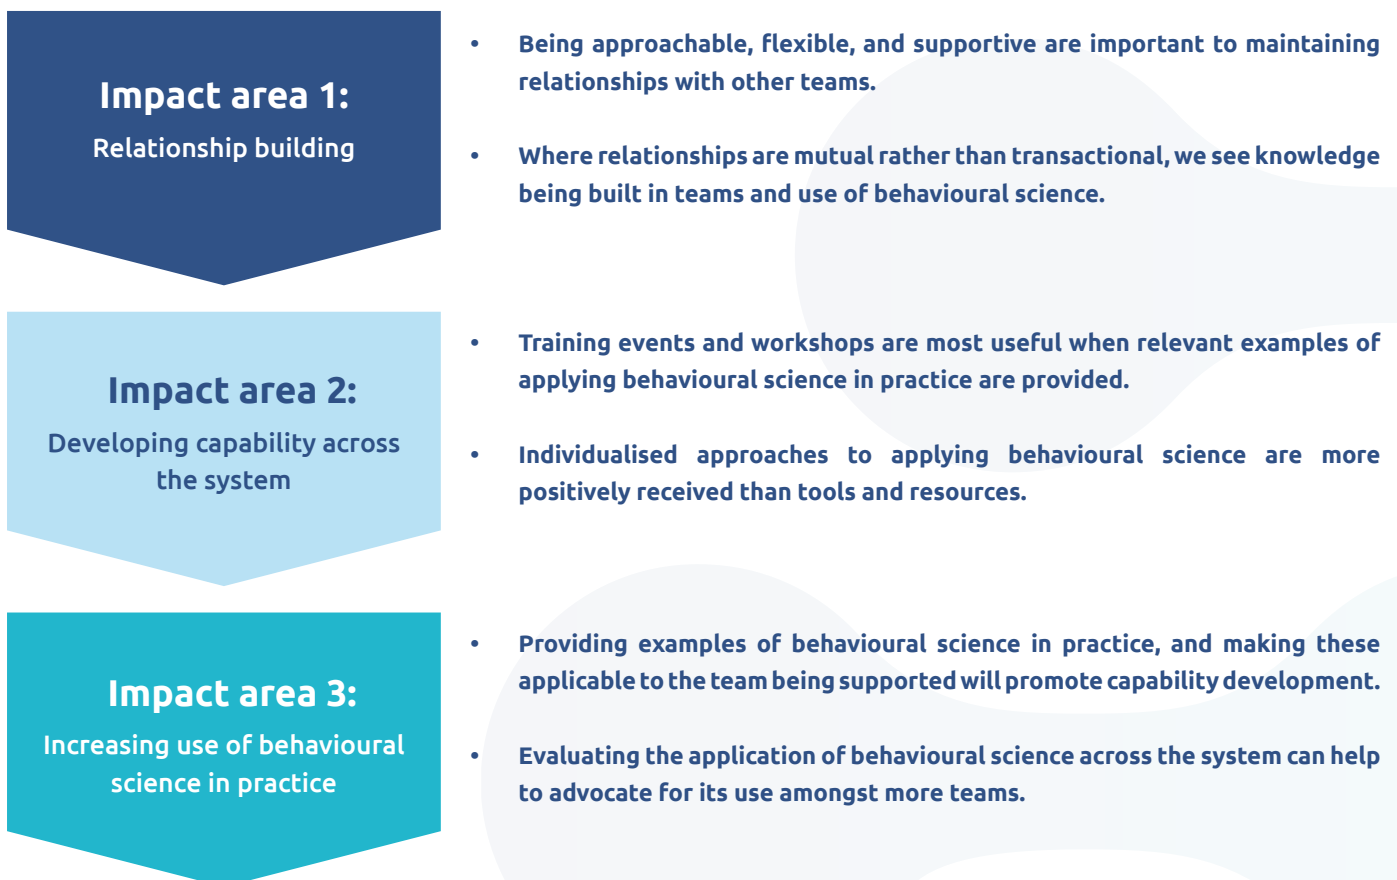 Impact area 1:
Relationship building
• Being approachable, flexible, and supportive are important to maintaining
relationships with other teams.
• Where relationships are mutual rather than transactional, we see knowledge
being built in teams and use of behavioural science.
Impact area 2:
Developing capability across
the system
• Training events and workshops are most useful when relevant examples of
applying behavioural science in practice are provided.
• Individualised approaches to applying behavioural science are more
positively received than tools and resources.
Impact area 3:
Increasing use of behavioural
science in practice
• Providing examples of behavioural science in practice, and making these
applicable to the team being supported will promote capability development.
• Evaluating the application of behavioural science across the system can help
to advocate for its use amongst more teams.